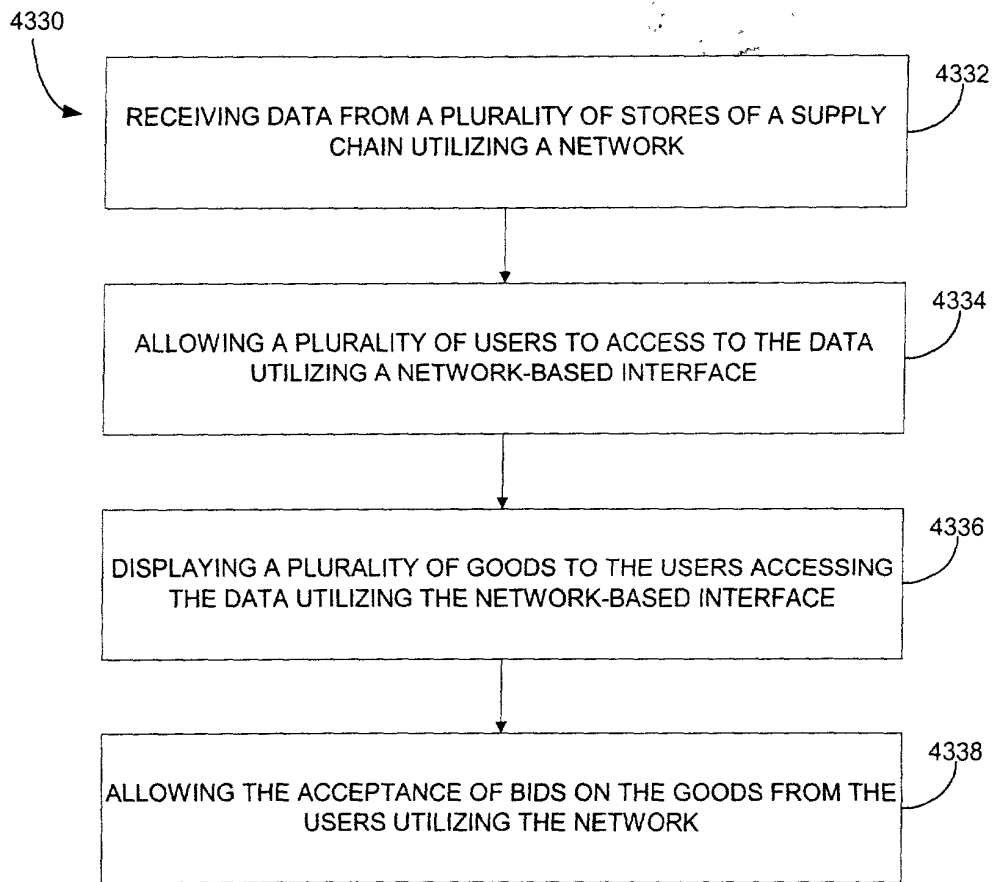 4330
4332
RECEIVING DATA FROM A PLURALITY OF STORES OF A SUPPLY
CHAIN UTILIZING A NETWORK
4334
ALLOWING A PLURALITY OF USERS TO ACCESS TO THE DATA
UTILIZING A NETWORK-BASED INTERFACE
4336
DISPLAYING A PLURALITY OF GOODS TO THE USERS ACCESSING
THE DATA UTILIZING THE NETWORK-BASED INTERFACE
4338
ALLOWING THE ACCEPTANCE OF BIDS ON THE GOODS FROM THE
USERS UTILIZING THE NETWORK